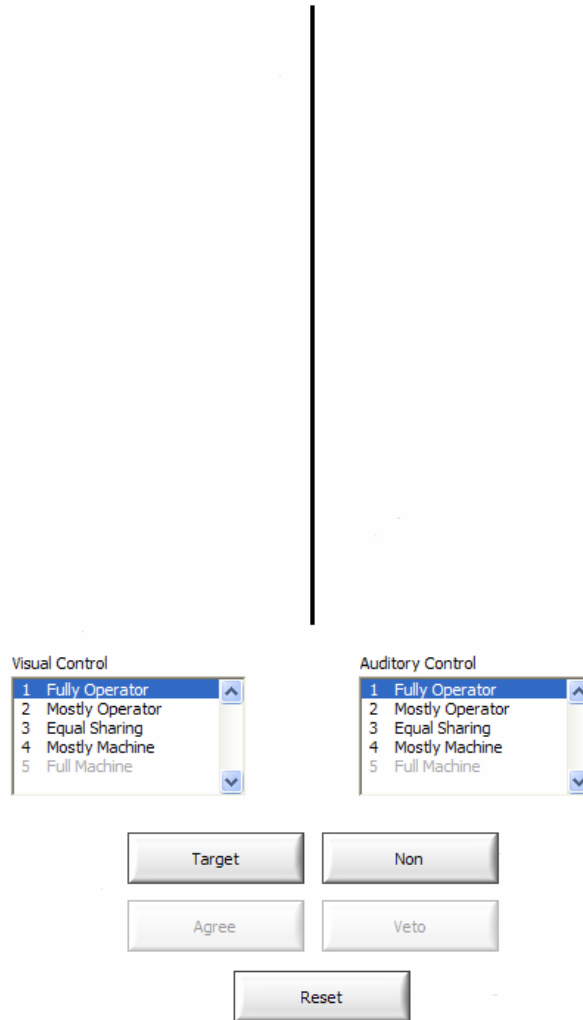 Visual Control
1 Fully Operator
2 Mostly Operator
3 Equal Sharing
4 Mostly Machine
5 Full Machine
Auditory Control
1 Fully Operator
2 Mostly Operator
3 Equal Sharing
4 Mostly Machine
5 Full Machine
Target
Non
Agree
Veto
Reset